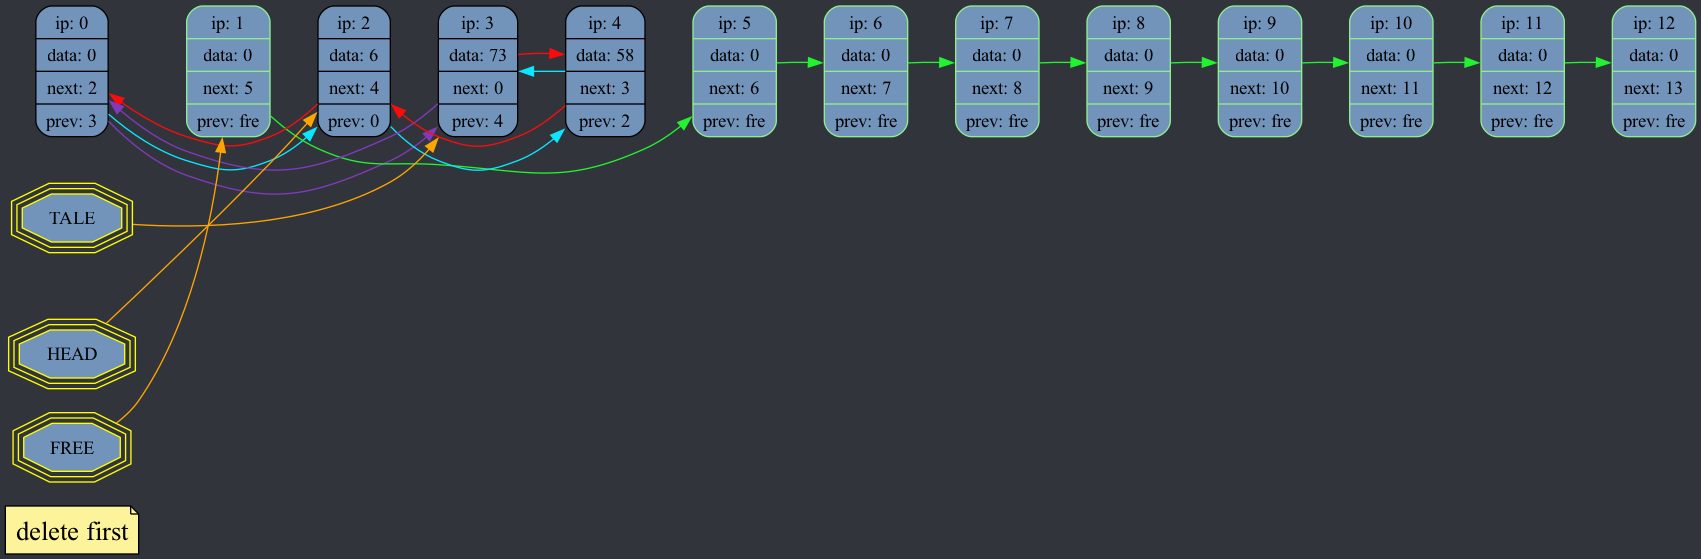 ip: 0
data: 0
next: 2
prev: 3
ip: 1
data: 0
next: 5
prev: fre
ip: 2
data: 6
next: 4
prev: 0
ip: 3
data: 73
next: 0
prev: 4
ip: 4
data: 58
next: 3
prev: 2
ip: 5
data: 0
next: 6
prev: fre
ip: 6
data: 0
next: 7
prev: fre
ip: 7
data: 0
next: 8
prev: fre
ip: 8
data: 0
next: 9
prev: fre
ip: 9
data: 0
next: 10
prev: fre
ip: 10
data: 0
next: 11
prev: fre
ip: 11
data: 0
next: 12
prev: fre
ip: 12
data: 0
next: 13
prev: fre
TALE
HEAD
FREE
delete first